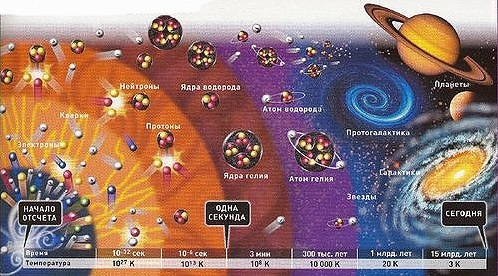 Нейтроны
Ядра водорода
Планеты
Кварки
Атом водорода
Протоны
Протогалактика
Электроны
Ядра гелия
Атом гелия
Галактики
Звезды
НАЧАЛО
ОТСЧЕТА
ОДНА
СЕКУНДА
СЕГОДНЯ
Время 10⁻³² сек 10⁻⁶ сек 3 мин 300 тыс. лет 1 млрд. лет 15 млрд. лет
Температура 10²⁷ К 10¹³ К 10⁸ К 10 000 К 20 К 3 К